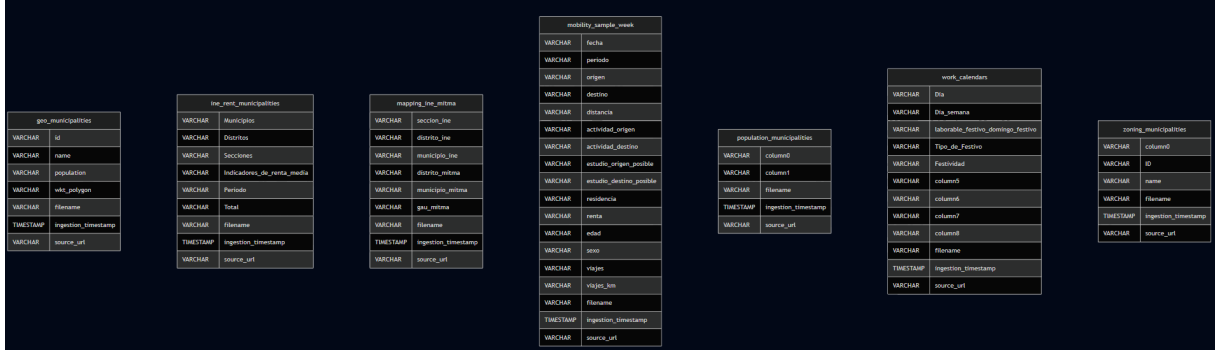 geo_municipalities
VARCHAR id
VARCHAR name
VARCHAR population
VARCHAR wkt_polygon
VARCHAR filename
TIMESTAMP ingestion_timestamp
VARCHAR source_url
ine_rent_municipalities
VARCHAR Municipios
VARCHAR Distritos
VARCHAR Secciones
VARCHAR Indicadores_de_renta_media
VARCHAR Periodo
VARCHAR Total
VARCHAR filename
TIMESTAMP ingestion_timestamp
VARCHAR source_url
mapping_ine_mitma
VARCHAR seccion_ine
VARCHAR distrito_ine
VARCHAR municipio_ine
VARCHAR distrito_mitma
VARCHAR municipio_mitma
VARCHAR gau_mitma
VARCHAR filename
TIMESTAMP ingestion_timestamp
VARCHAR source_url
mobility_sample_week
VARCHAR fecha
VARCHAR periodo
VARCHAR origen
VARCHAR destino
VARCHAR distancia
VARCHAR actividad_origen
VARCHAR actividad_destino
VARCHAR estudio_origen_posible
VARCHAR estudio_destino_posible
VARCHAR residencia
VARCHAR renta
VARCHAR edad
VARCHAR sexo
VARCHAR viajes
VARCHAR viajes_km
VARCHAR filename
TIMESTAMP ingestion_timestamp
VARCHAR source_url
population_municipalities
VARCHAR column0
VARCHAR column1
VARCHAR filename
TIMESTAMP ingestion_timestamp
VARCHAR source_url
work_calendars
VARCHAR Dia
VARCHAR Dia_semana
VARCHAR laborable_festivo_domingo_festivo
VARCHAR Tipo_de_Festivo
VARCHAR Festividad
VARCHAR column5
VARCHAR column6
VARCHAR column7
VARCHAR column8
VARCHAR filename
TIMESTAMP ingestion_timestamp
VARCHAR source_url
zoning_municipalities
VARCHAR column0
VARCHAR ID
VARCHAR name
VARCHAR filename
TIMESTAMP ingestion_timestamp
VARCHAR source_url